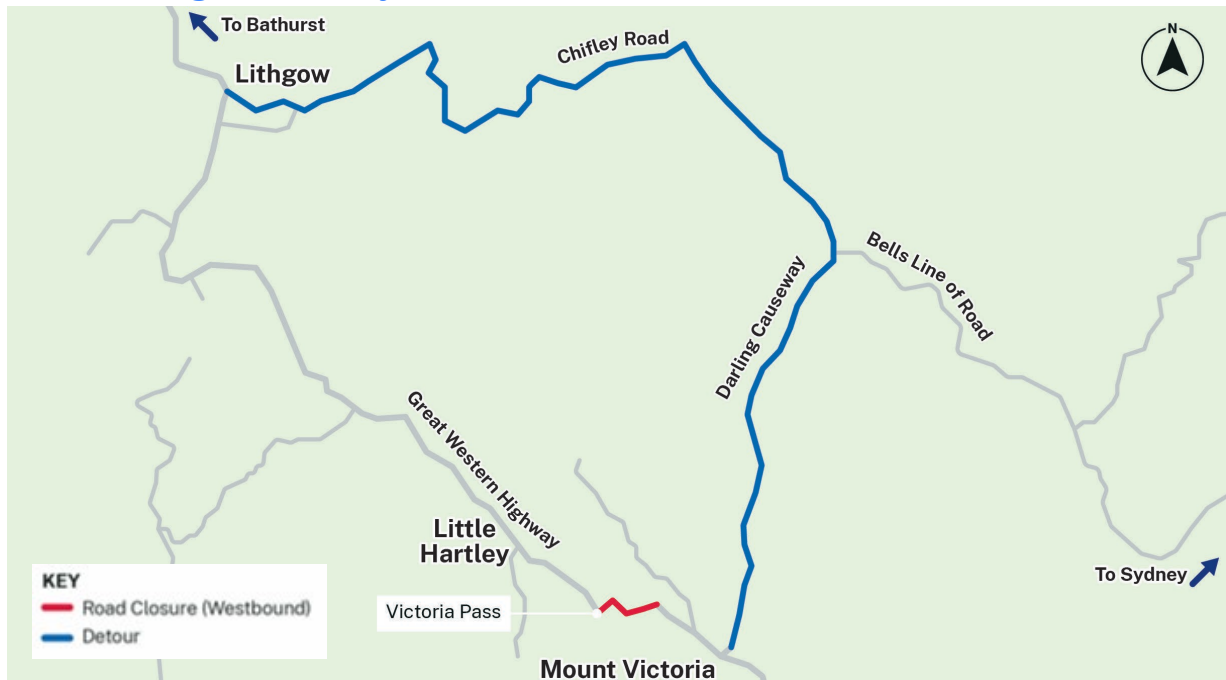 To Bathurst
Lithgow
Chifley Road
N
Bells Line of Road
Darling Causeway
Great Western Highway
Little
Hartley
To Sydney
KEY
Road Closure (Westbound)
Detour
Victoria Pass
Mount Victoria